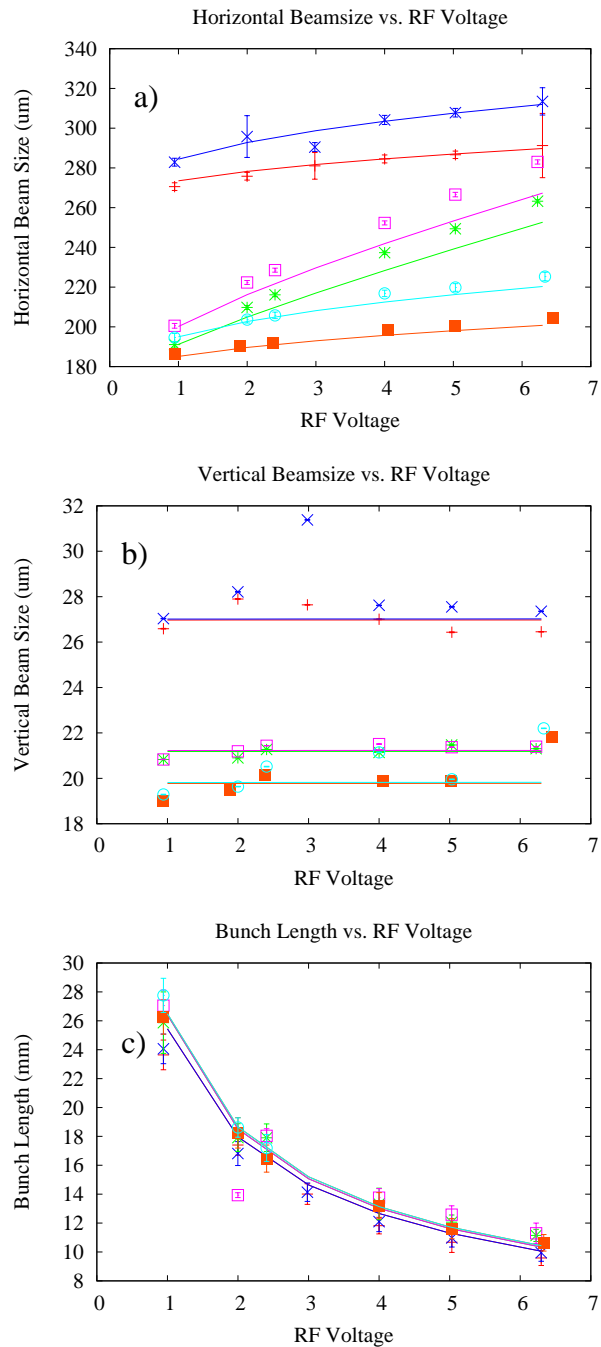 Horizontal Beamsize vs. RF Voltage
340
320
300
280
260
240
220
200
180
a)
Horizontal Beam Size (um)
0 1 2 3 4 5 6 7
RF Voltage
Vertical Beamsize vs. RF Voltage
32
30
28
26
24
22
20
18
b)
Vertical Beam Size (um)
0 1 2 3 4 5 6 7
RF Voltage
Bunch Length vs. RF Voltage
30
28
26
24
22
20
18
16
14
12
10
8
c)
Bunch Length (mm)
0 1 2 3 4 5 6 7
RF Voltage